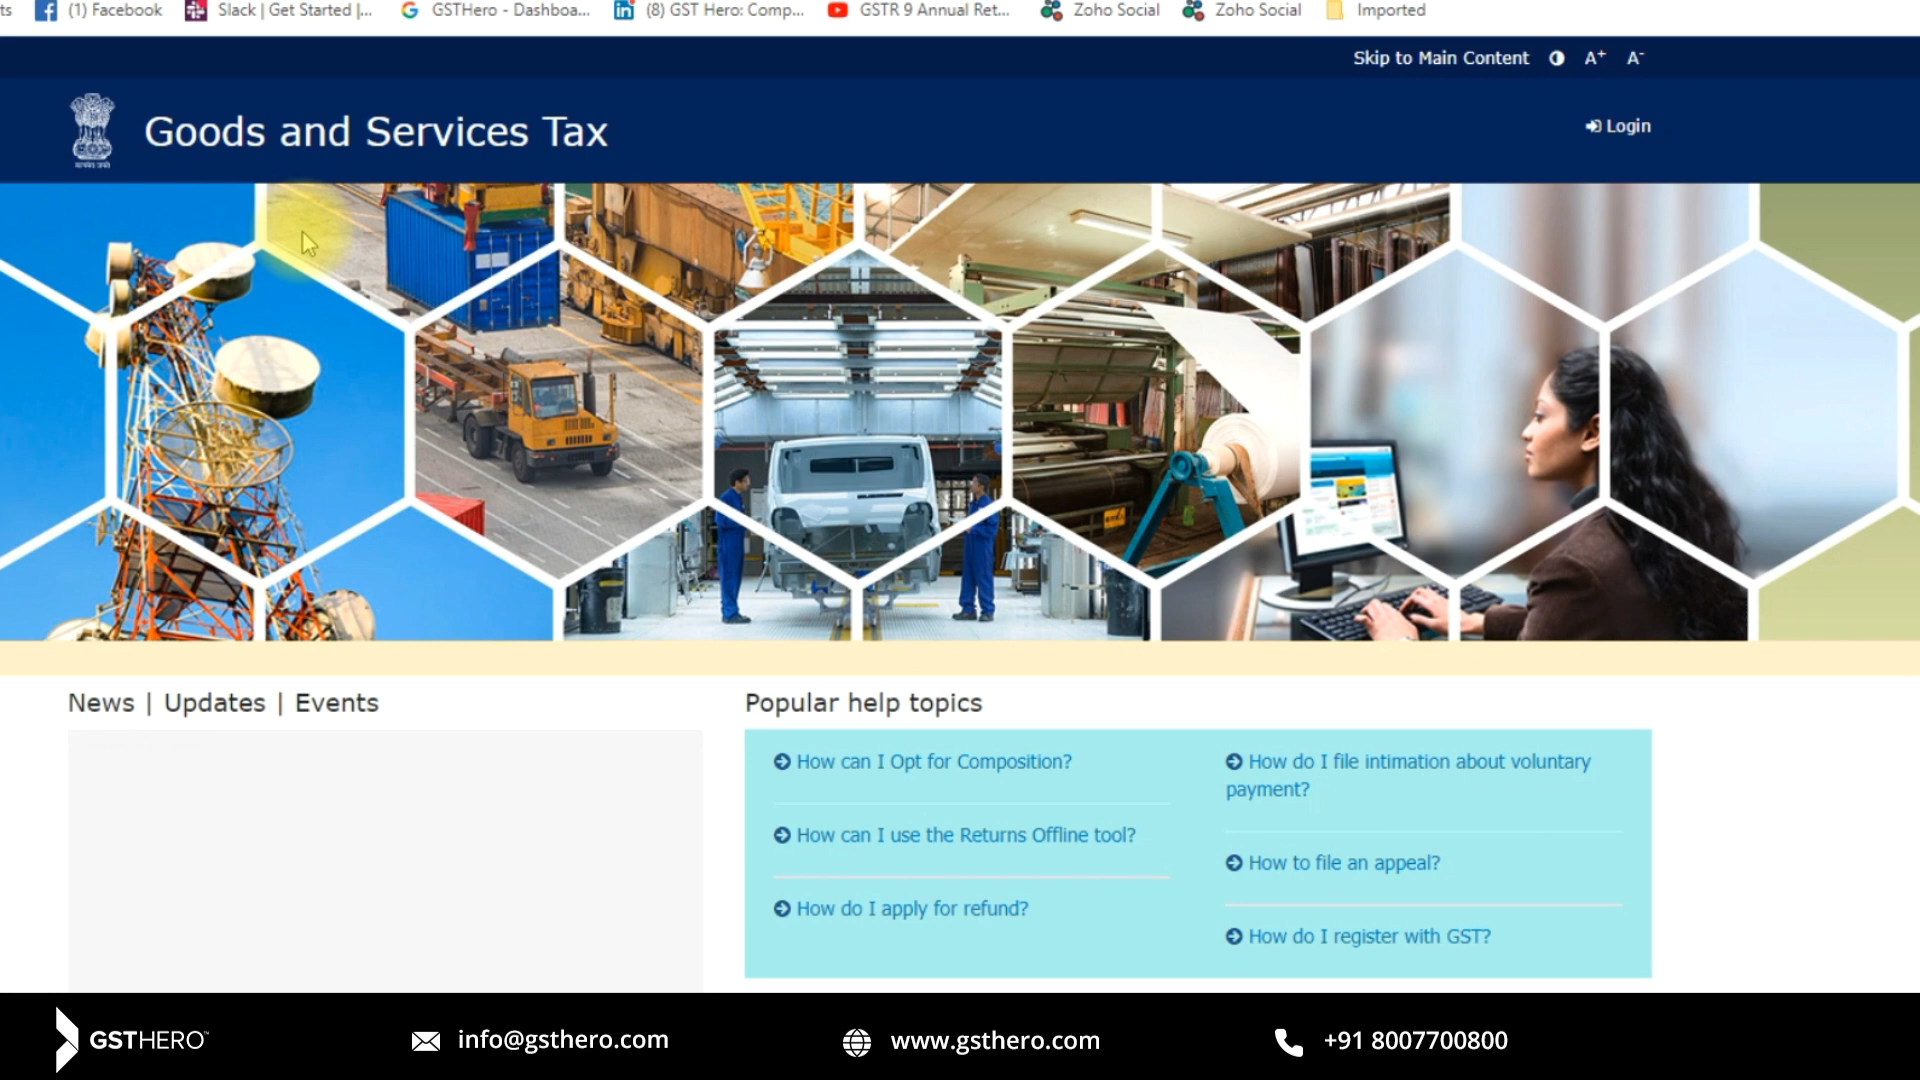 ts
(1) Facebook
Slack | Get Started |...
GSTHero - Dashboa...
(8) GST Hero: Comp...
GSTR 9 Annual Ret...
Zoho Social
Zoho Social
Imported
Skip to Main Content
A+
A-
Goods and Services Tax
Login
News | Updates | Events
Popular help topics
How can I Opt for Composition?
How can I use the Returns Offline tool?
How do I apply for refund?
How do I file intimation about voluntary
payment?
How to file an appeal?
How do I register with GST?
GSTHERO™
info@gsthero.com
www.gsthero.com
+91 8007700800